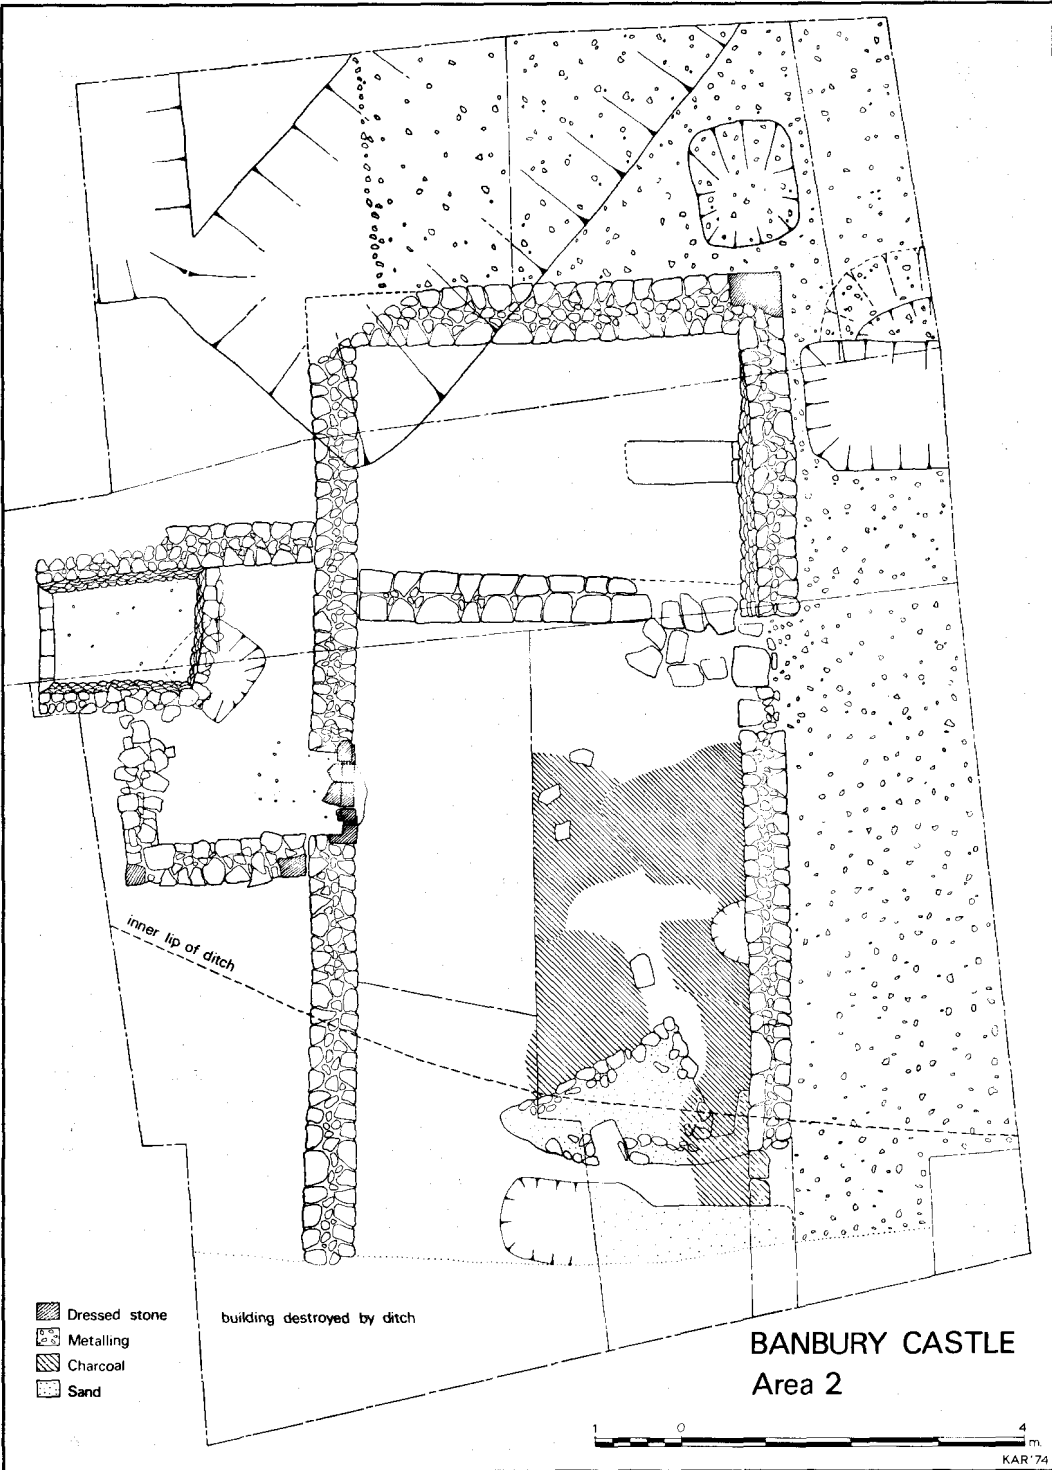 inner lip of ditch
Dressed stone
Metalling
Charcoal
Sand
building destroyed by ditch
BANBURY CASTLE
Area 2
1 0 4
m.
KAR'74